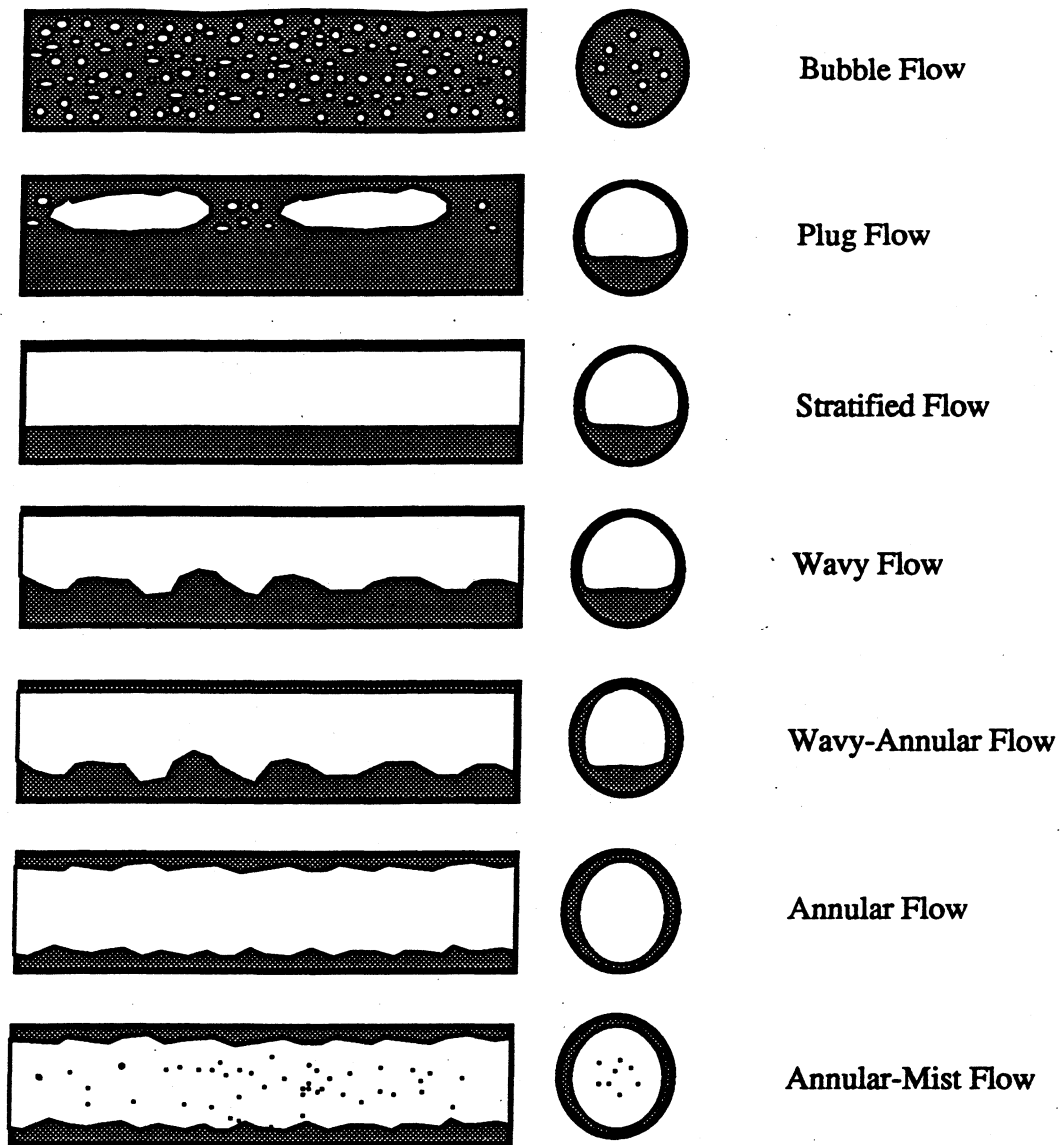 Bubble Flow
Plug Flow
Stratified Flow
Wavy Flow
Wavy-Annular Flow
Annular Flow
Annular-Mist Flow